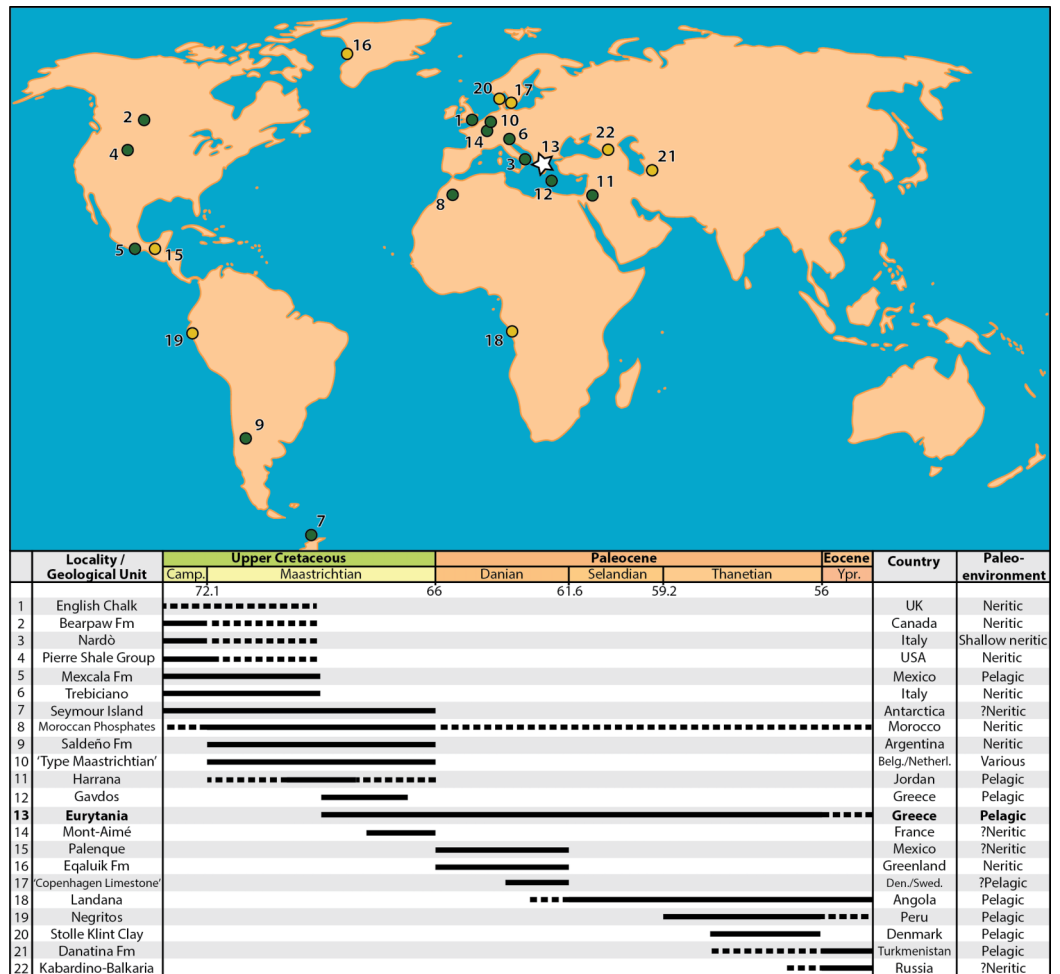 16
20
17
2
1
10
4
14
6
13
22
3
21
12
11
8
5
15
19
18
9
7
Locality / Geological Unit Upper Cretaceous Paleocene Eocene Country Paleo-environment
Camp. Maastrichtian Danian Selandian Thanetian Ypr.
72.1 66 61.6 59.2 56
1 English Chalk UK Neritic
2 Bearpaw Fm Canada Neritic
3 Nardò Italy Shallow neritic
4 Pierre Shale Group USA Neritic
5 Mexcala Fm Mexico Pelagic
6 Trebiciano Italy Neritic
7 Seymour Island Antarctica ?Neritic
8 Moroccan Phosphates Morocco Neritic
9 Saldeño Fm Argentina Neritic
10 'Type Maastrichtian' Belg./Netherl. Various
11 Harrana Jordan Pelagic
12 Gavdos Greece Pelagic
13 Eurytania Greece Pelagic
14 Mont-Aimé France ?Neritic
15 Palenque Mexico ?Neritic
16 Eqaluik Fm Greenland Neritic
17 'Copenhagen Limestone' Den./Swed. ?Pelagic
18 Landana Angola Pelagic
19 Negritos Peru Pelagic
20 Stolle Klint Clay Denmark Pelagic
21 Danatina Fm Turkmenistan Pelagic
22 Kabardino-Balkaria Russia ?Neritic